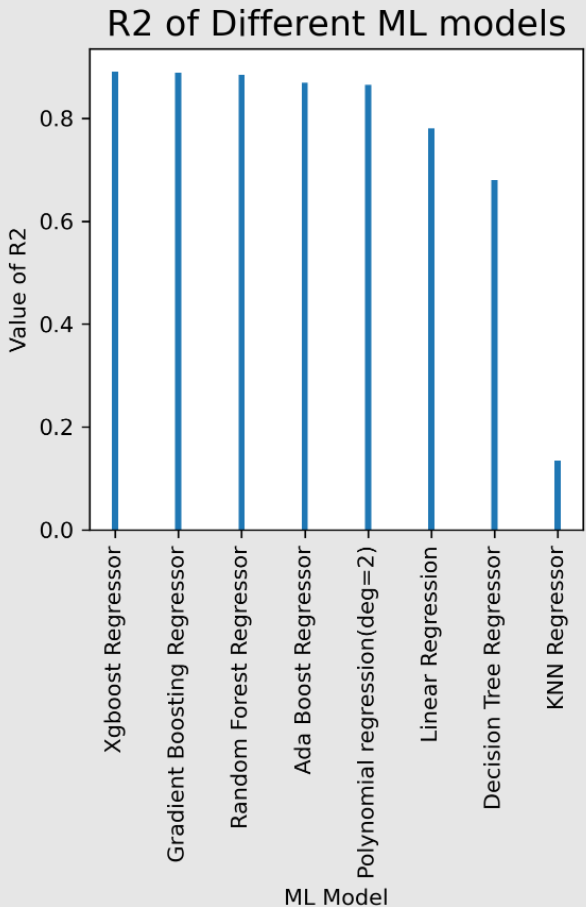 R2 of Different ML models
Value of R2
0.8
0.6
0.4
0.2
0.0
Xgboost Regressor
Gradient Boosting Regressor
Random Forest Regressor
Ada Boost Regressor
Polynomial regression(deg=2)
Linear Regression
Decision Tree Regressor
KNN Regressor
ML Model